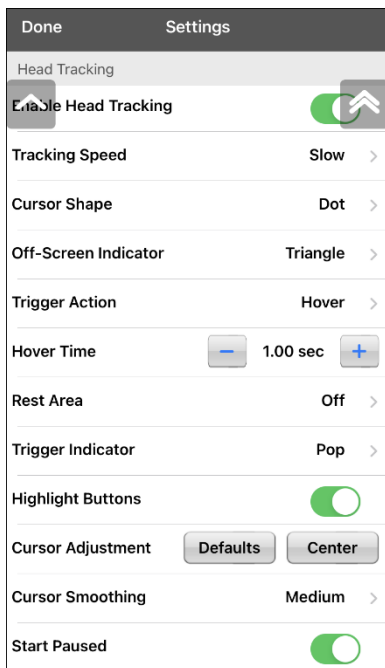 Done Settings
Head Tracking
Enable Head Tracking
Tracking Speed Slow
Cursor Shape Dot
Off-Screen Indicator Triangle
Trigger Action Hover
Hover Time − 1.00 sec +
Rest Area Off
Trigger Indicator Pop
Highlight Buttons
Cursor Adjustment Defaults Center
Cursor Smoothing Medium
Start Paused